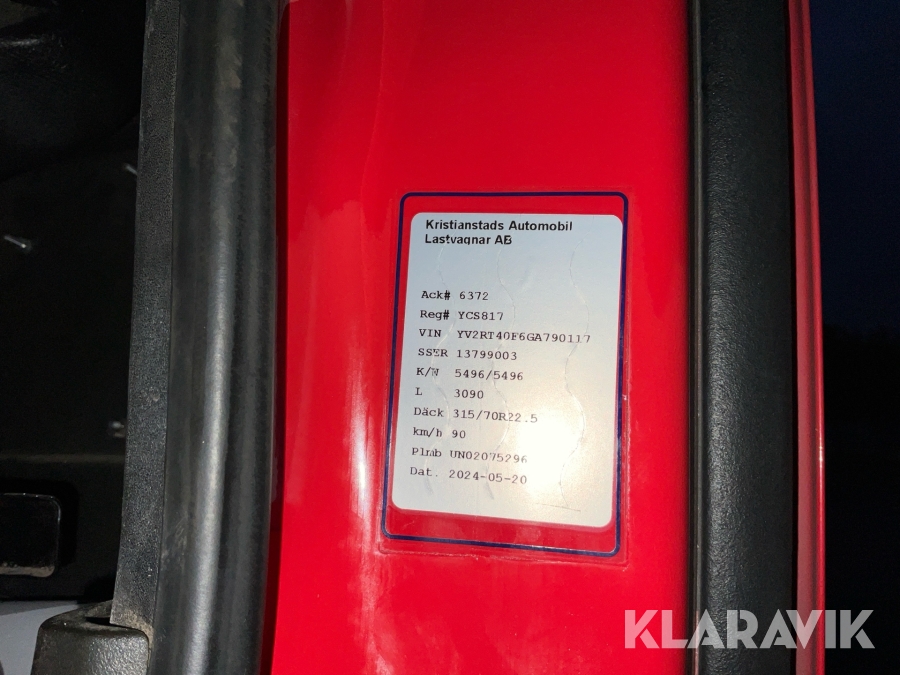 Kristianstads Automobil
Lastvagnar AB
Ack# 6372
Reg# YCS817
VIN YV2RT40F6GA790117
SSER 13799003
K/W 5496/5496
L 3090
Däck 315/70R22.5
km/h 90
Plmb UN02075296
Dat. 2024-05-20
KLARAVIK